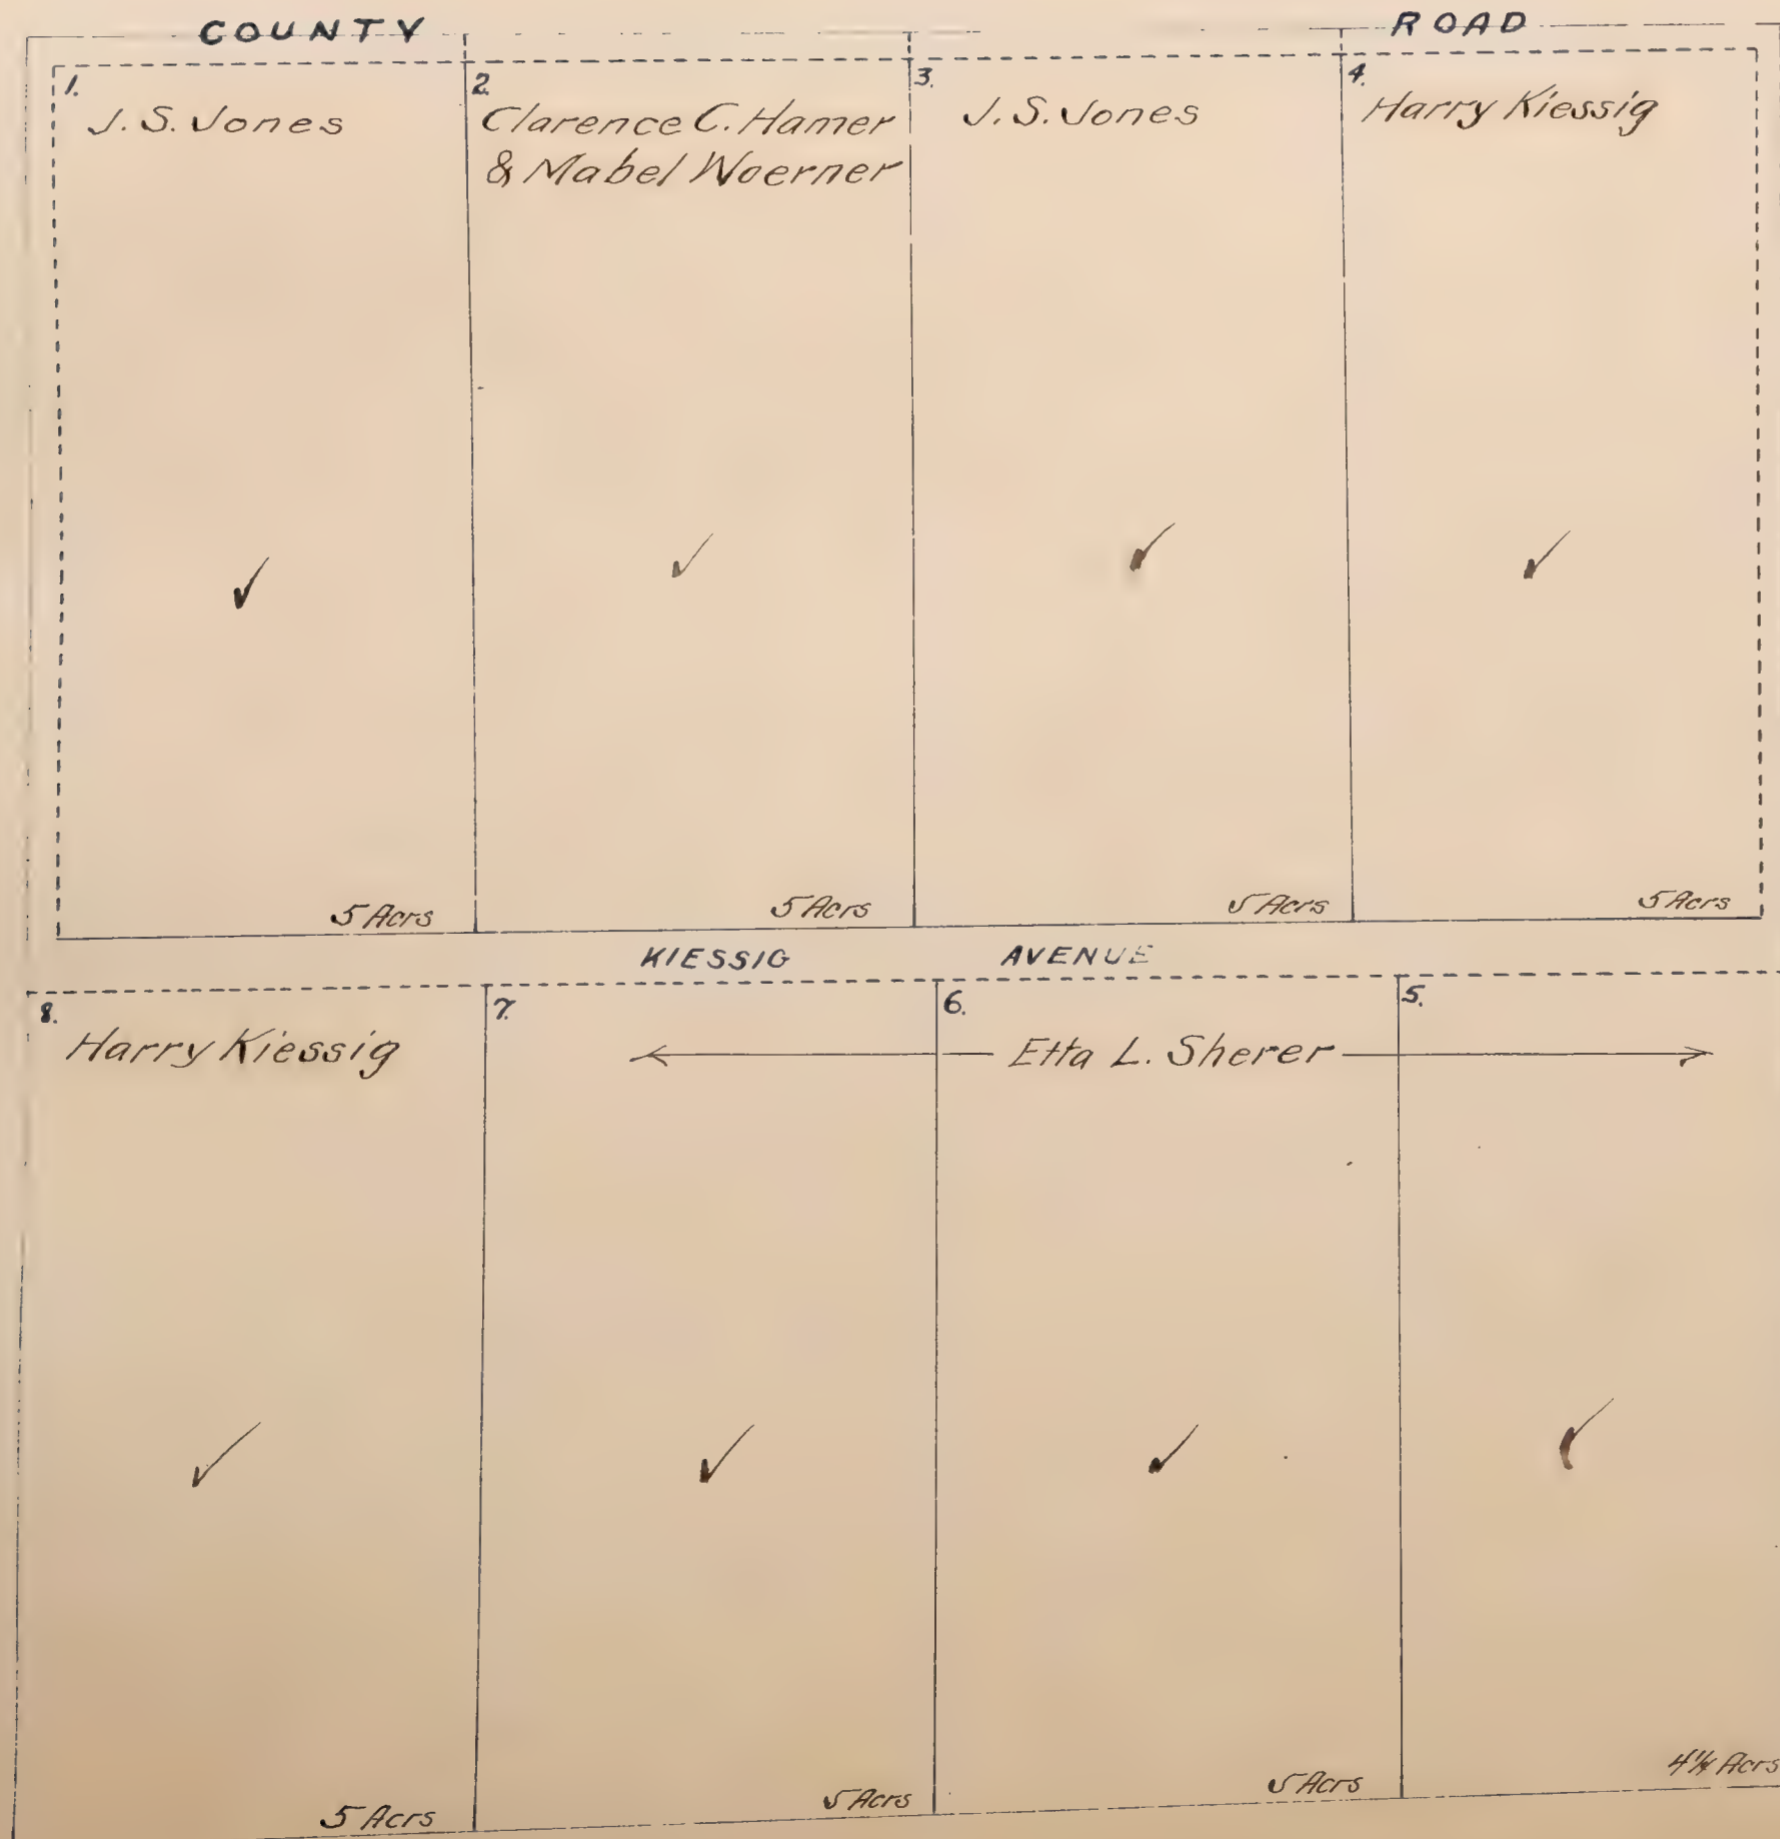 COUNTY ROAD
1.
J. S. Jones
2.
Clarence C. Hamer
& Mabel Woerner
3.
J. S. Jones
4.
Harry Kiessig
5 Acrs
5 Acrs
5 Acrs
5 Acrs
KIESSIG AVENUE
8.
Harry Kiessig
7.
6.
Etta L. Sherer
5.
5 Acrs
5 Acrs
5 Acrs
Acrs